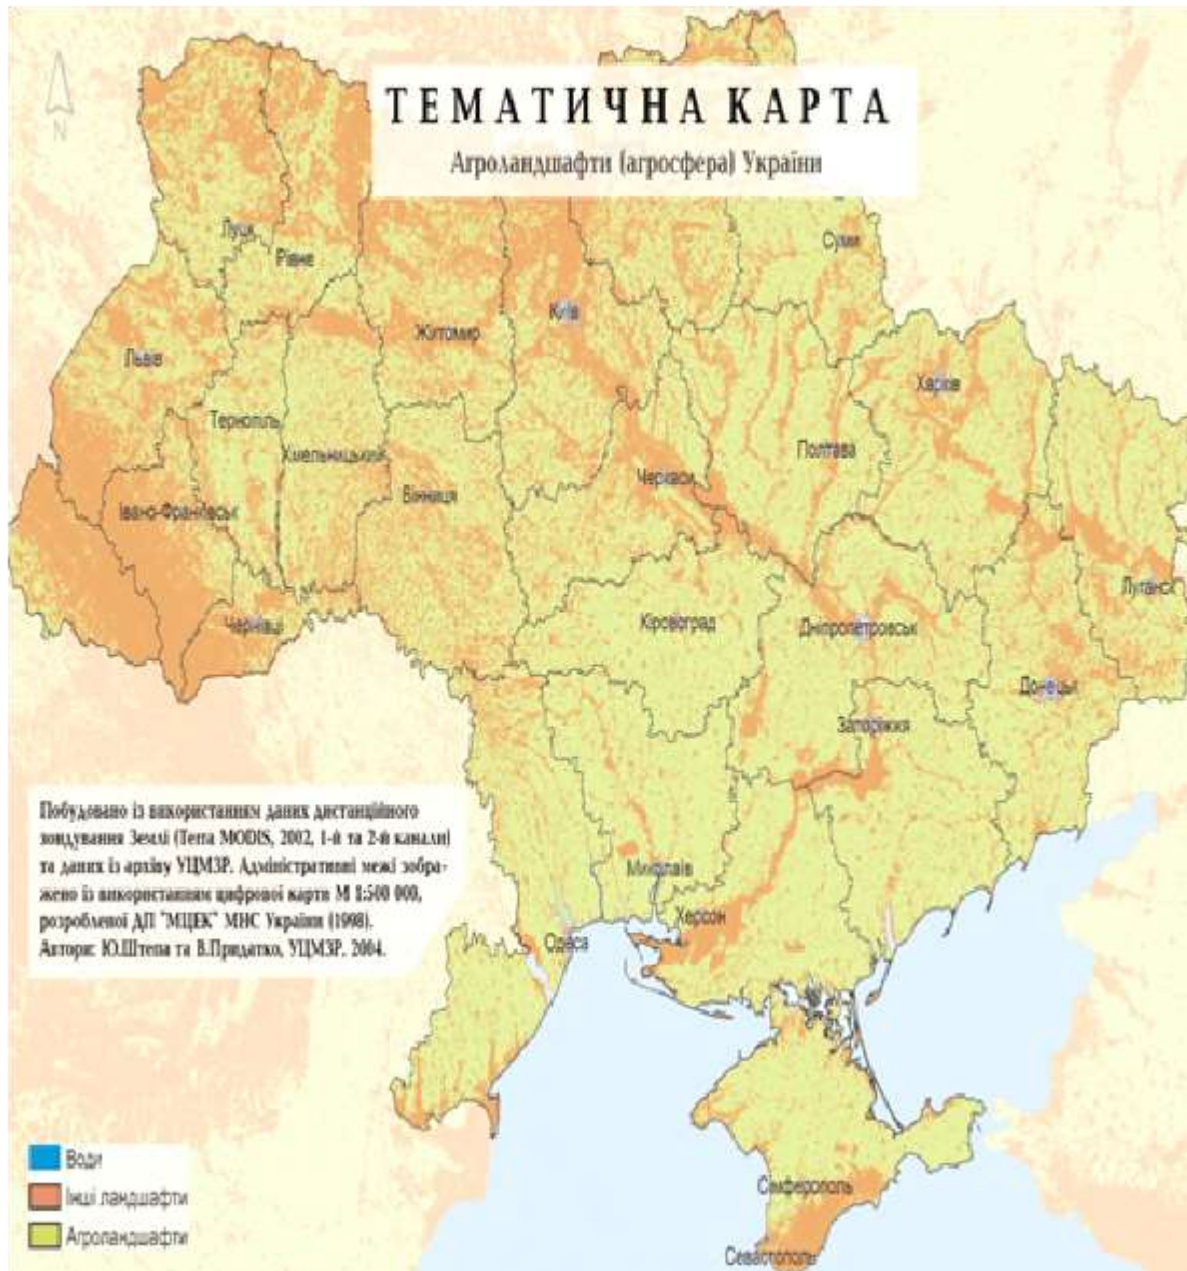 N
ТЕМАТИЧНА КАРТА
Агроландшафти (агросфера) України
Суми
Луцк
Рівне
Київ
Житомир
Львів
Харків
Тернопіль
Хмельницький
Полтава
Черкаси
Вінниця
Івано-Франківськ
Луганск
Чернівці
Кіровоград
Дніпропетровськ
Донецьк
Запоріжжя
Побудовано із використанням даних дистанційного
зондування Землі (Terra MODIS, 2002, 1-й та 2-й канали)
та даних із архіву УЦМЗР. Адміністративні межі зобра-
жено із використанням цифрової карти М 1:500 000,
розробленої ДП "МЦЕК" МНС України (1998).
Автори: Ю.Штепа та В.Придатко, УЦМЗР, 2004.
Миколаїв
Херсон
Одеса
Води
Інші ландшафти
Агроландшафти
Сімферополь
Севастополь